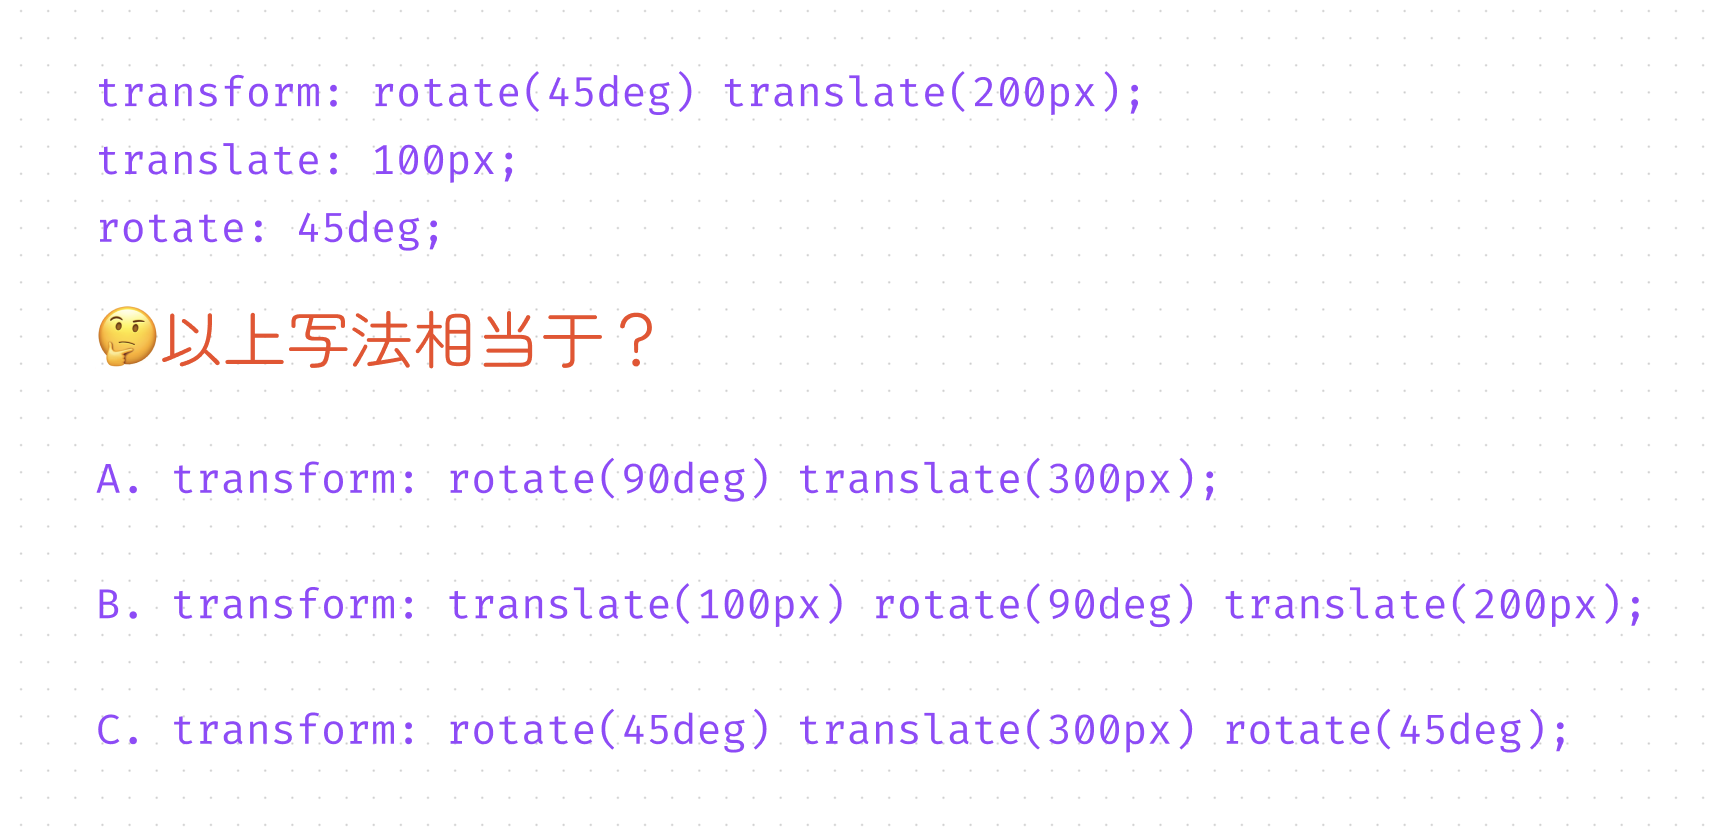 transform: rotate(45deg) translate(200px);
translate: 100px;
rotate: 45deg;
🤔以上写法相当于？
A. transform: rotate(90deg) translate(300px);
B. transform: translate(100px) rotate(90deg) translate(200px);
C. transform: rotate(45deg) translate(300px) rotate(45deg);